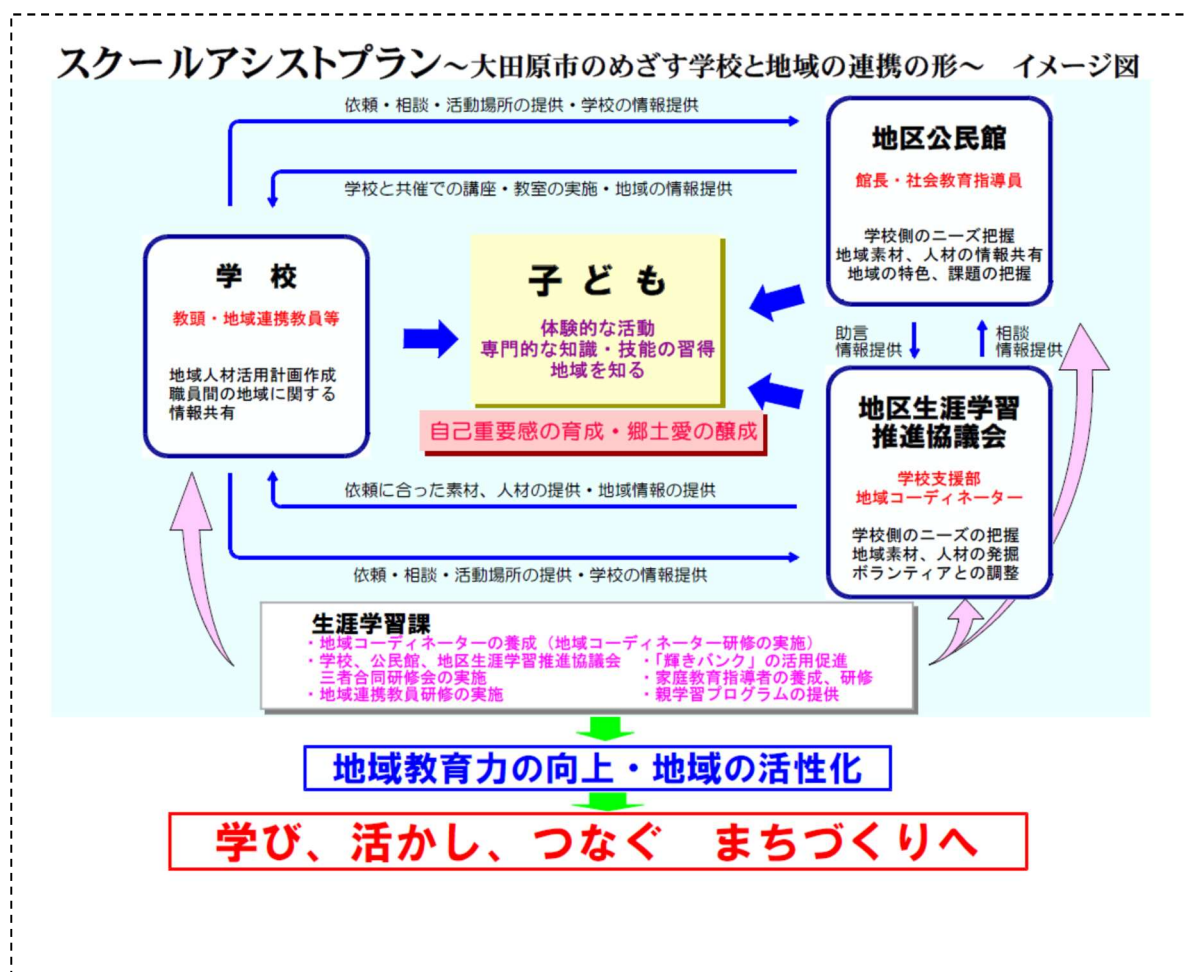 スクールアシストプラン～大田原市のめざす学校と地域の連携の形～　イメージ図
依頼・相談・活動場所の提供・学校の情報提供
学校と共催での講座・教室の実施・地域の情報提供
地区公民館
館長・社会教育指導員
学校側のニーズ把握
地域素材、人材の情報共有
地域の特色、課題の把握
学　校
教頭・地域連携教員等
地域人材活用計画作成
職員間の地域に関する
情報共有
子　ど　も
体験的な活動
専門的な知識・技能の習得
地域を知る
自己重要感の育成・郷土愛の醸成
助言
情報提供
相談
情報提供
地区生涯学習
推進協議会
学校支援部
地域コーディネーター
学校側のニーズの把握
地域素材、人材の発掘
ボランティアとの調整
依頼に合った素材、人材の提供・地域情報の提供
依頼・相談・活動場所の提供・学校の情報提供
生涯学習課
・地域コーディネーターの養成（地域コーディネーター研修の実施）
・学校、公民館、地区生涯学習推進協議会
三者合同研修会の実施
・地域連携教員研修の実施
・「輝きバンク」の活用促進
・家庭教育指導者の養成、研修
・親学習プログラムの提供
地域教育力の向上・地域の活性化
学び、活かし、つなぐ　まちづくりへ